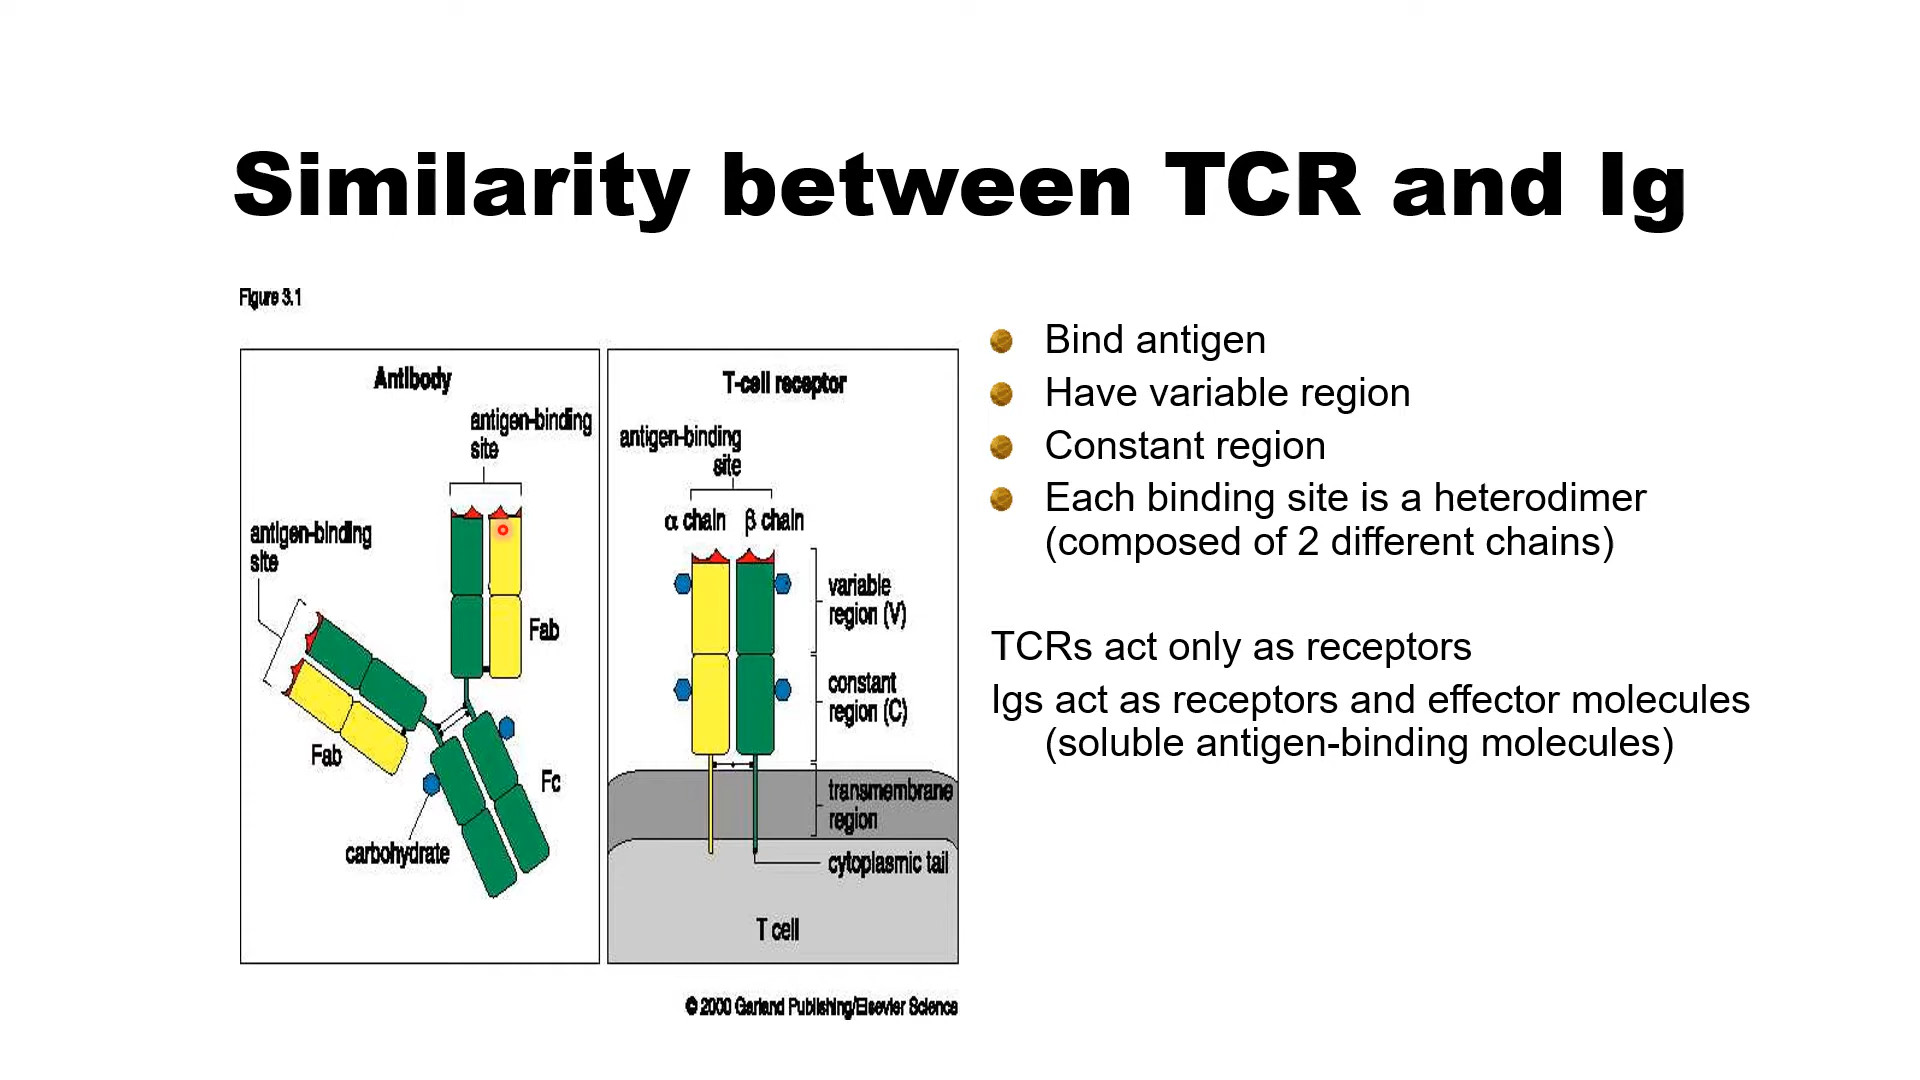 Similarity between TCR and Ig
Figure 3.1
Antibody
antigen-binding
site
antigen-binding
site
Fab
Fab
Fc
carbohydrate
T-cell receptor
antigen-binding
site
α chain
β chain
variable
region (V)
constant
region (C)
transmembrane
region
cytoplasmic tail
T cell
© 2000 Garland Publishing/Elsevier Science
Bind antigen
Have variable region
Constant region
Each binding site is a heterodimer
(composed of 2 different chains)
TCRs act only as receptors
Igs act as receptors and effector molecules
(soluble antigen-binding molecules)